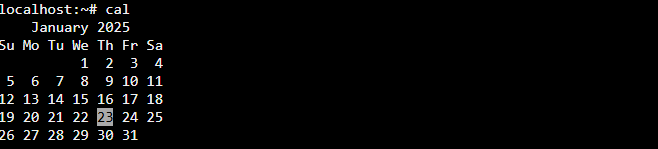 localhost:~# cal
    January 2025
Su Mo Tu We Th Fr Sa
          1  2  3  4
 5  6  7  8  9 10 11
12 13 14 15 16 17 18
19 20 21 22 23 24 25
26 27 28 29 30 31